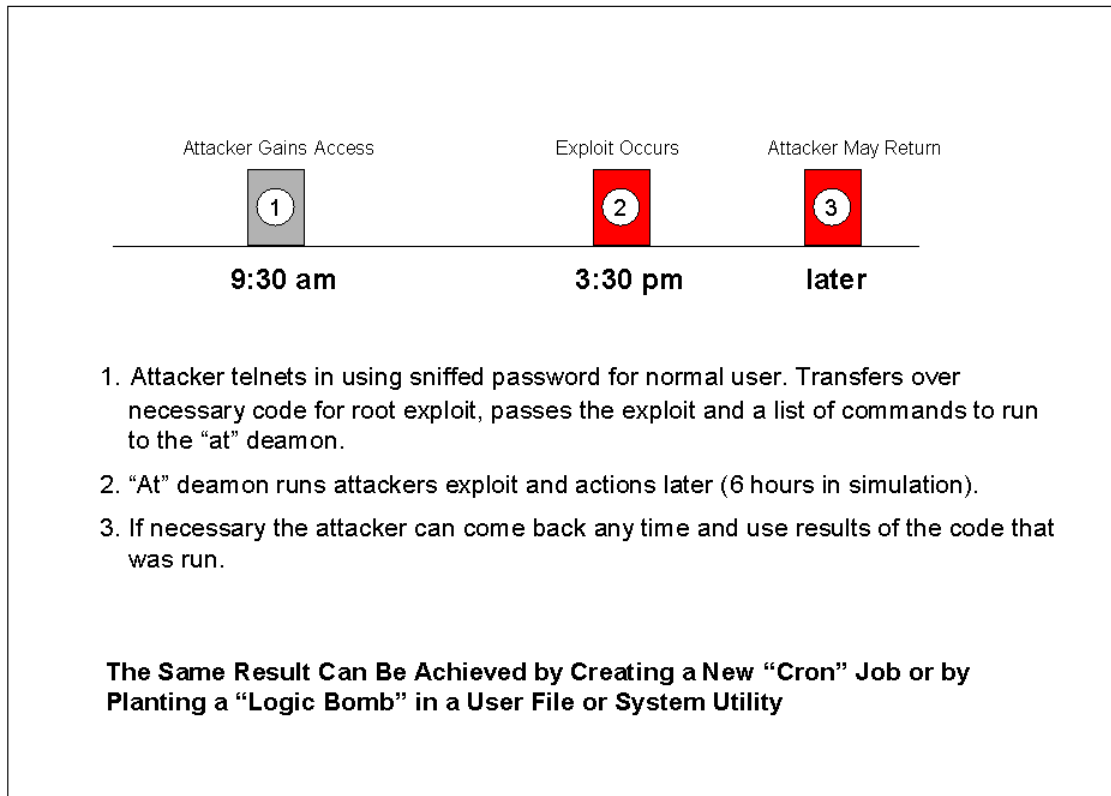 Attacker Gains Access
Exploit Occurs
Attacker May Return
1
2
3
9:30 am
3:30 pm
later
1. Attacker telnets in using sniffed password for normal user. Transfers over
necessary code for root exploit, passes the exploit and a list of commands to run
to the “at” deamon.
2. “At” deamon runs attackers exploit and actions later (6 hours in simulation).
3. If necessary the attacker can come back any time and use results of the code that
was run.
The Same Result Can Be Achieved by Creating a New “Cron” Job or by
Planting a “Logic Bomb” in a User File or System Utility